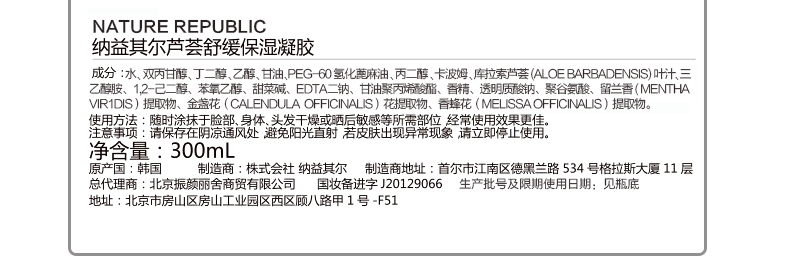 NATURE REPUBLIC
纳益其尔芦荟舒缓保湿凝胶
成分:水、双丙甘醇、丁二醇、乙醇、甘油、PEG-60氢化蓖麻油、丙二醇、卡波姆、库拉索芦荟(ALOE BARBADENSIS)叶汁、三
乙醇胺、1,2-己二醇、苯氧乙醇、甜菜碱、EDTA二钠、甘油聚丙烯酸酯、香精、透明质酸钠、聚谷氨酸、留兰香(MENTHA
VIR1DIS)提取物、金盏花(CALENDULA OFFICINALIS)花提取物、香蜂花(MELISSA OFFICINALIS)提取物。
使用方法:随时涂抹于脸部、身体、头发干燥或晒后敏感等所需部位,经常使用效果更佳。
注意事项:请保存在阴凉通风处,避免阳光直射,若皮肤出现异常现象,请立即停止使用。
净含量:300mL
原产国:韩国 制造商:株式会社 纳益其尔 制造商地址:首尔市江南区德黑兰路 534 号格拉斯大厦 11 层
总代理商:北京振颜丽舍商贸有限公司 国妆备进字 J20129066 生产批号及限期使用日期:见瓶底
地址:北京市房山区房山工业园区西区顾八路甲 1 号 -F51